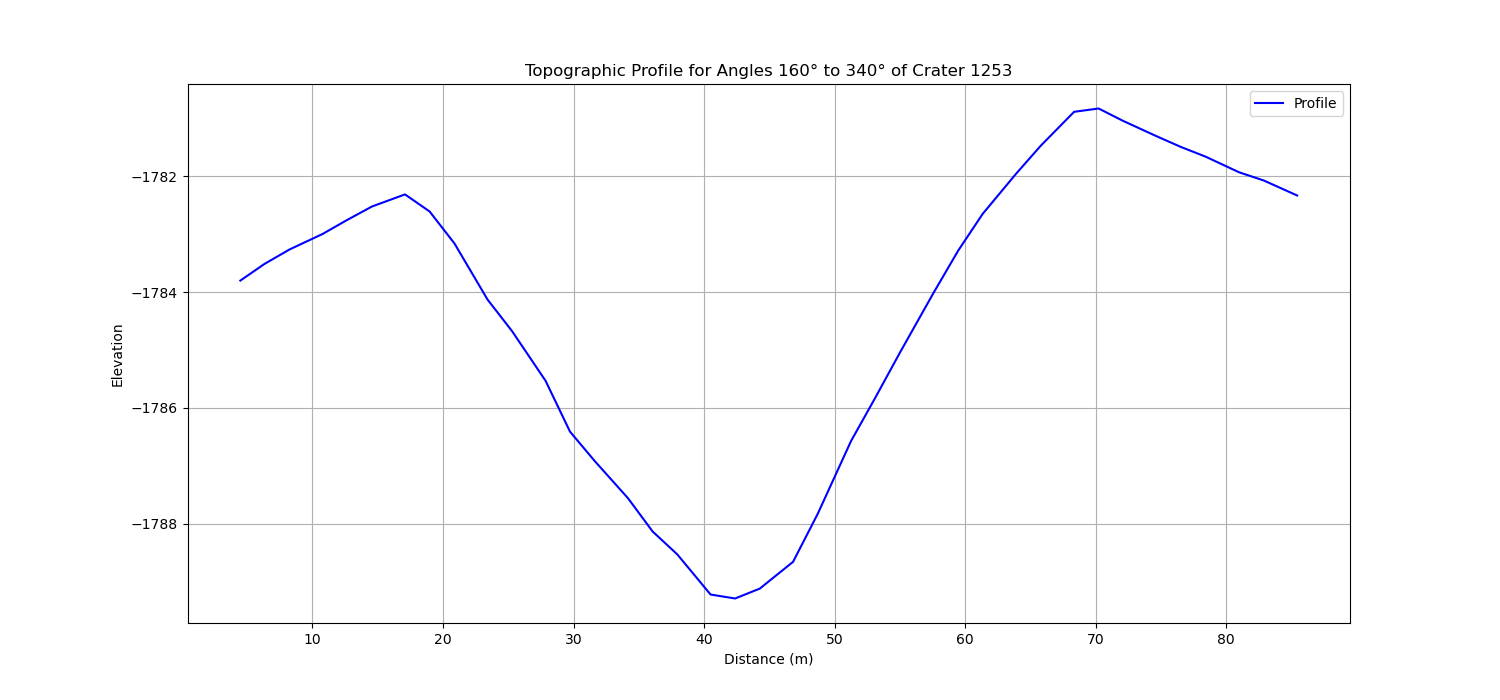 Topographic Profile for Angles 160° to 340° of Crater 1253
Profile
−1782
−1784
−1786
−1788
Elevation
10 20 30 40 50 60 70 80
Distance (m)